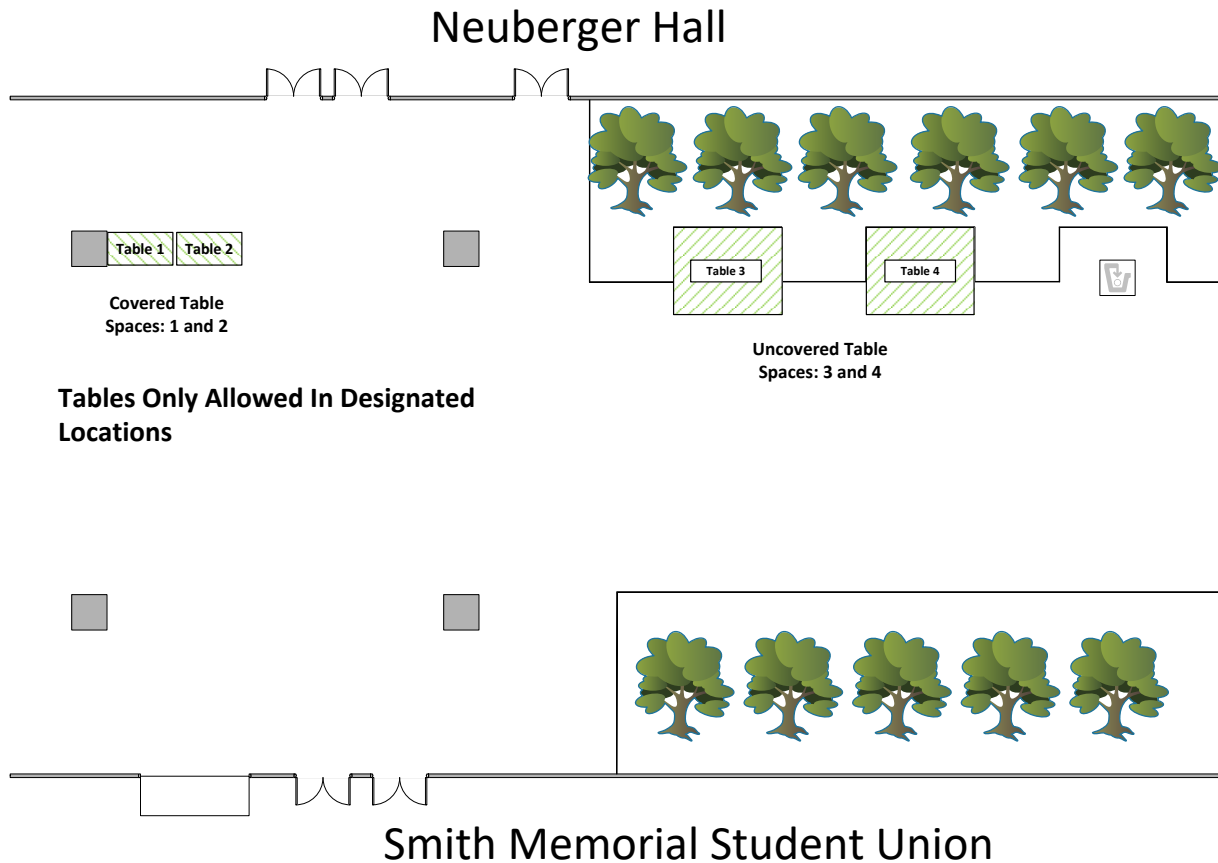 Neuberger Hall
Table 1
Table 2
Table 3
Table 4
Covered Table
Spaces: 1 and 2
Uncovered Table
Spaces: 3 and 4
Tables Only Allowed In Designated
Locations
Smith Memorial Student Union